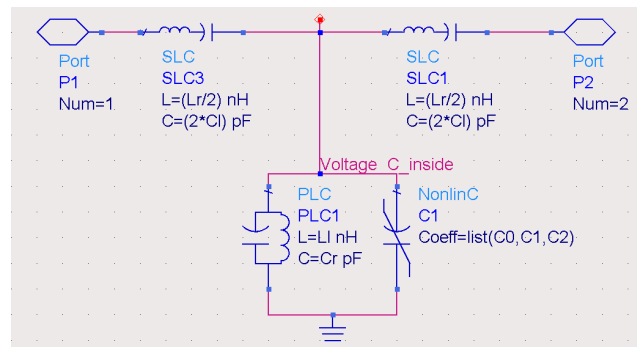 Port
P1
Num=1
SLC
SLC3
L=(Lr/2) nH
C=(2*Cl) pF
SLC
SLC1
L=(Lr/2) nH
C=(2*Cl) pF
Port
P2
Num=2
Voltage_C_inside
PLC
PLC1
L=Ll nH
C=Cr pF
NonlinC
C1
Coeff=list(C0,C1,C2)